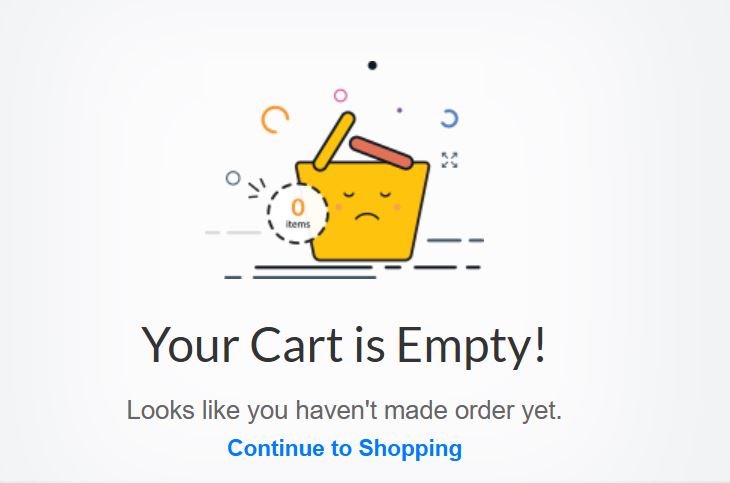 0
items
Your Cart is Empty!
Looks like you haven't made order yet.
Continue to Shopping